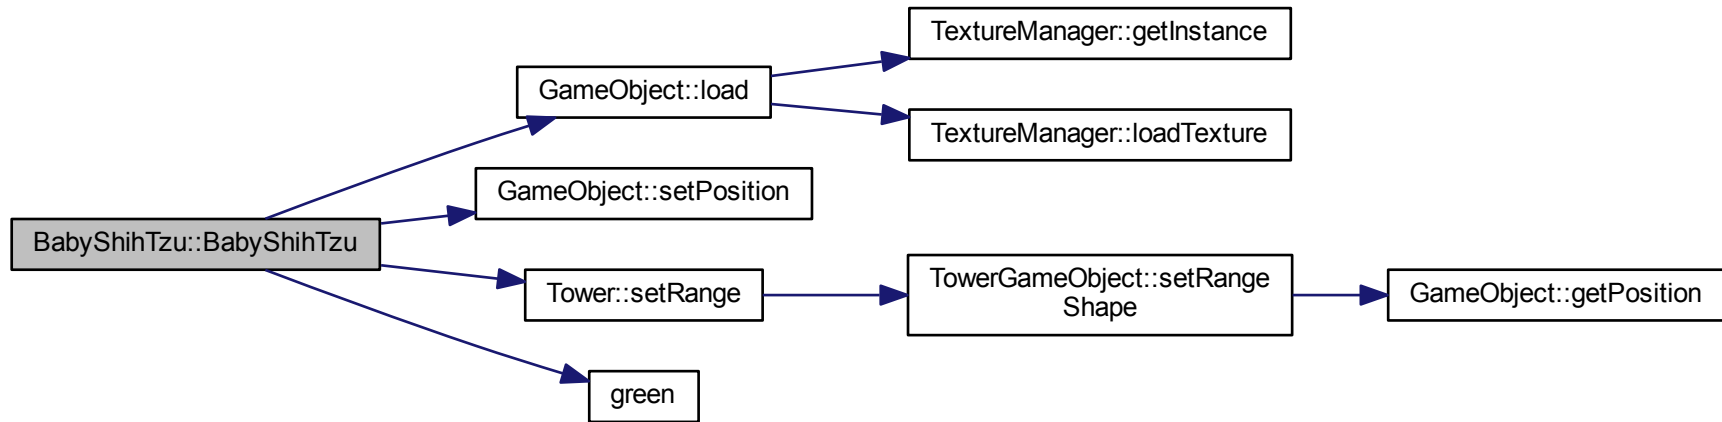 BabyShihTzu::BabyShihTzu
GameObject::load
TextureManager::getInstance
TextureManager::loadTexture
GameObject::setPosition
Tower::setRange
TowerGameObject::setRange
Shape
GameObject::getPosition
green